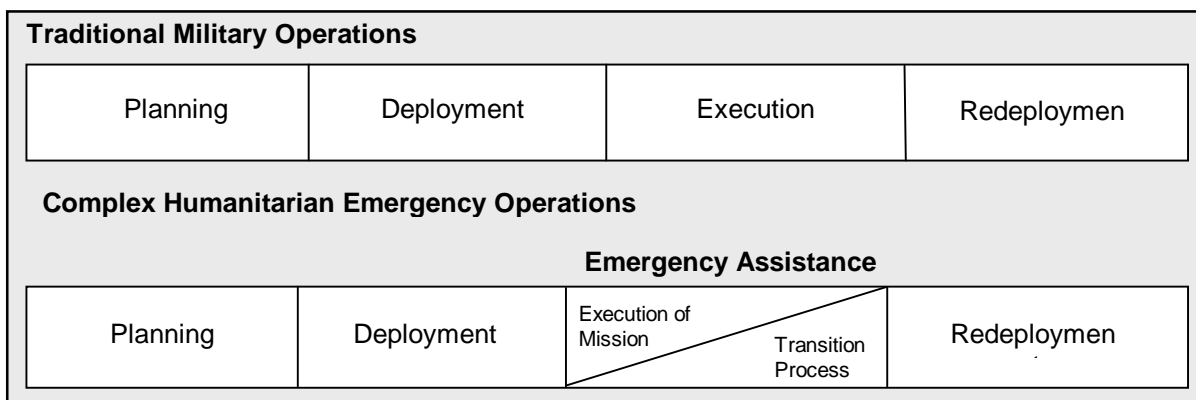 Traditional Military Operations
Planning Deployment Execution Redeploymen
Complex Humanitarian Emergency Operations
Emergency Assistance
Planning Deployment Execution of Mission Transition Process Redeploymen